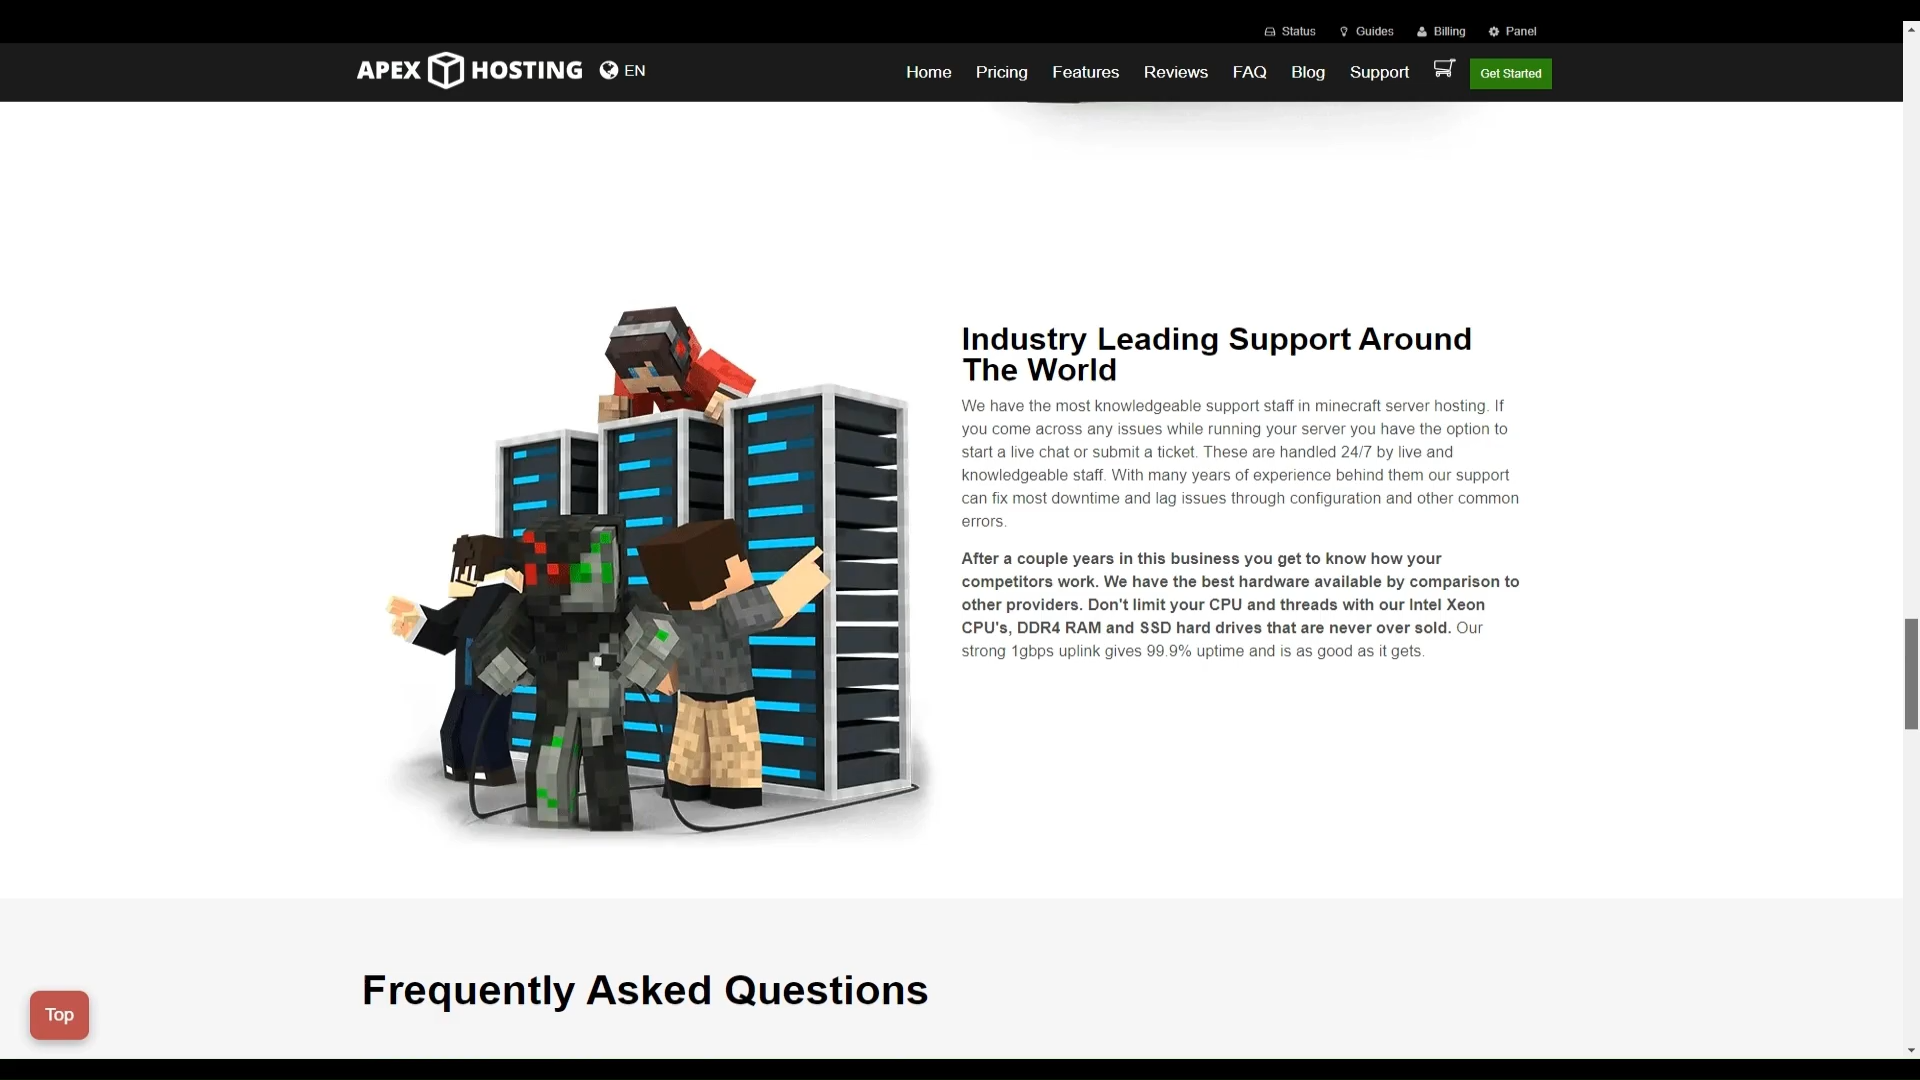 Status Guides Billing Panel
APEX HOSTING EN
Home Pricing Features Reviews FAQ Blog Support Get Started
Industry Leading Support Around
The World
We have the most knowledgeable support staff in minecraft server hosting. If
you come across any issues while running your server you have the option to
start a live chat or submit a ticket. These are handled 24/7 by live and
knowledgeable staff. With many years of experience behind them our support
can fix most downtime and lag issues through configuration and other common
errors.
After a couple years in this business you get to know how your
competitors work. We have the best hardware available by comparison to
other providers. Don't limit your CPU and threads with our Intel Xeon
CPU's, DDR4 RAM and SSD hard drives that are never over sold. Our
strong 1gbps uplink gives 99.9% uptime and is as good as it gets.
Frequently Asked Questions
Top